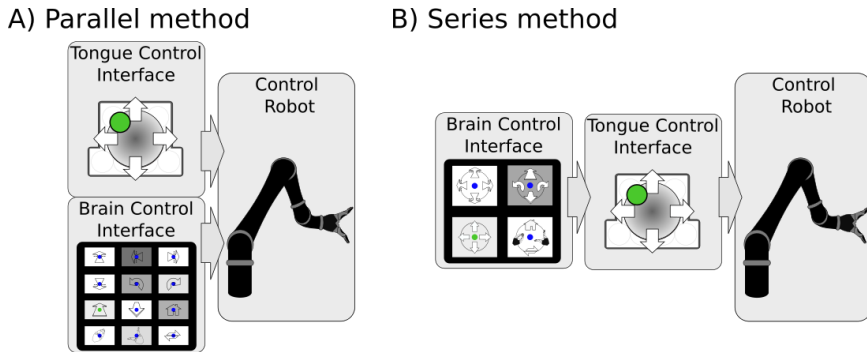 A) Parallel method
Tongue Control
Interface
Control
Robot
Brain Control
Interface
B) Series method
Brain Control
Interface
Tongue Control
Interface
Control
Robot